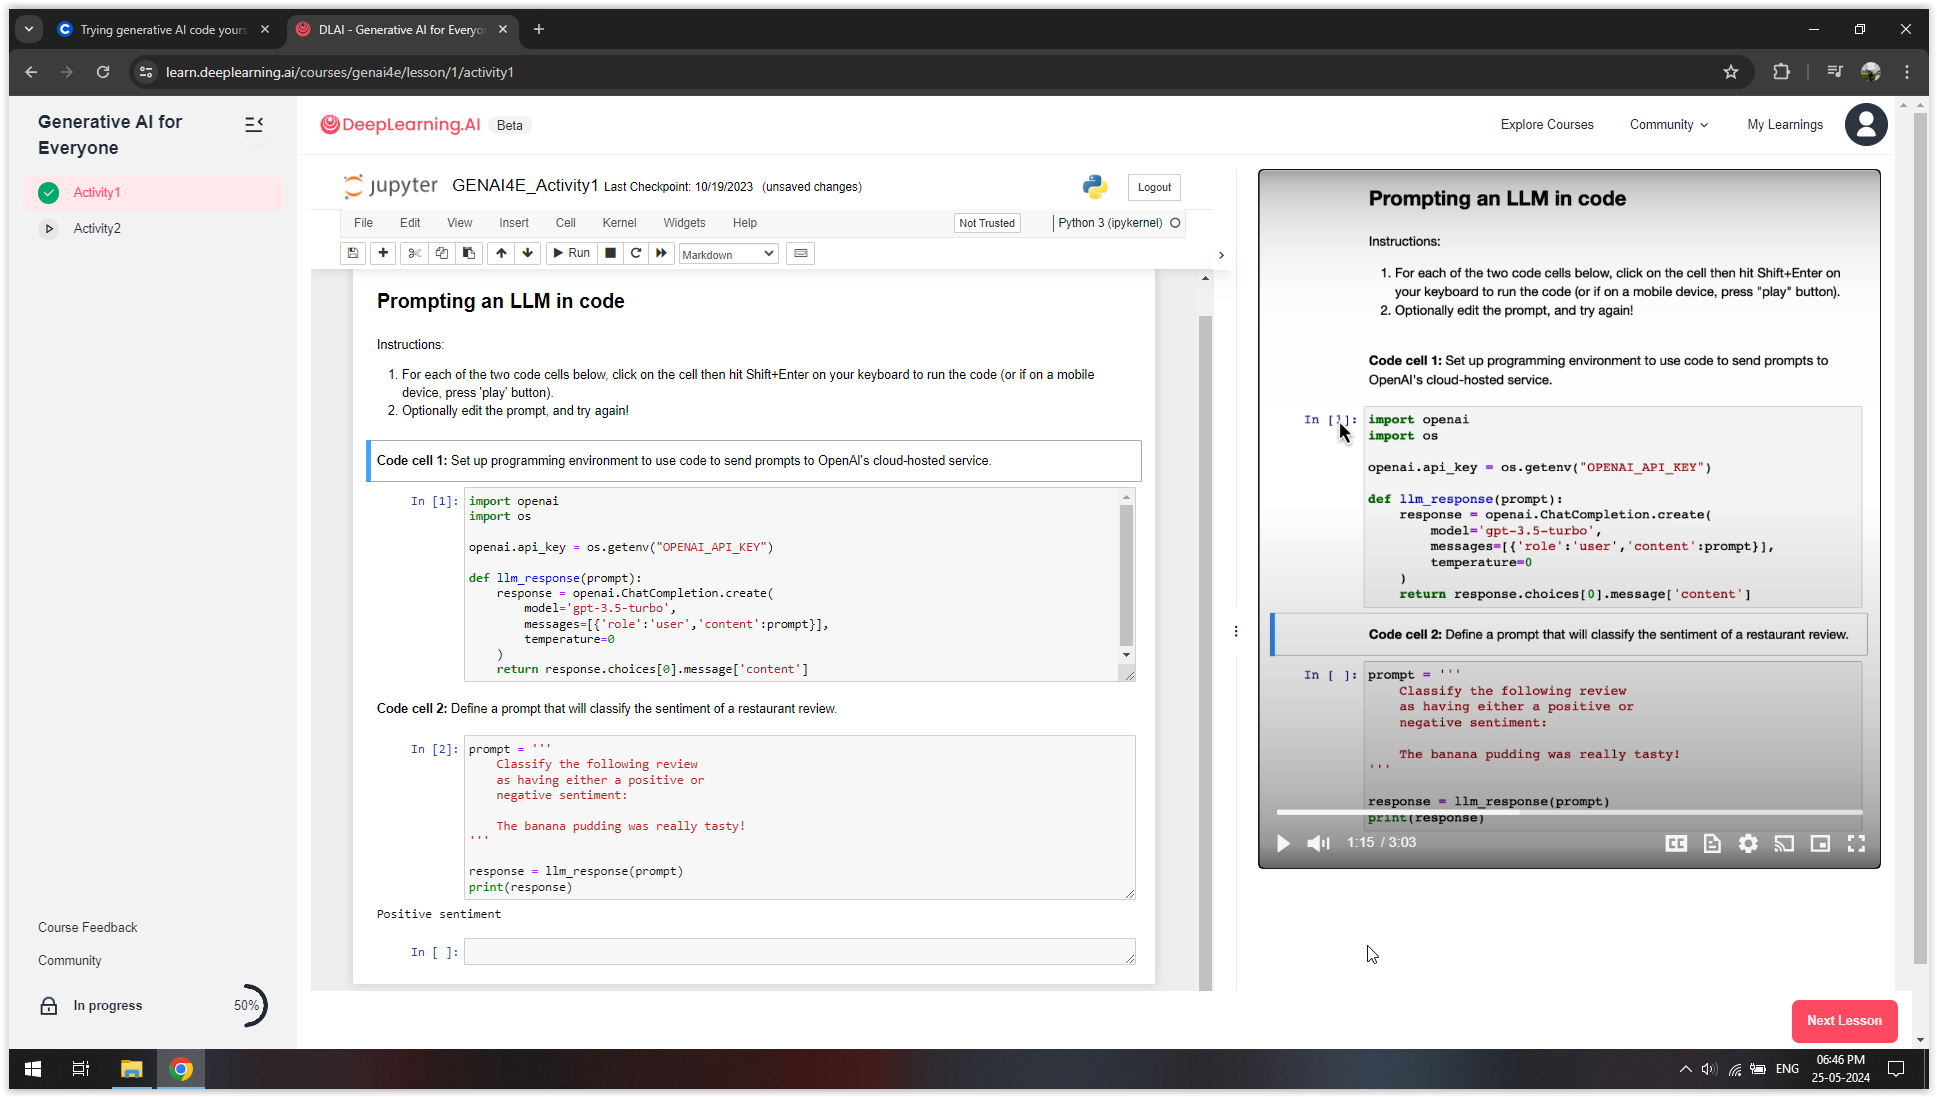 Trying generative AI code yours
DLAI - Generative AI for Everyo
learn.deeplearning.ai/courses/genai4e/lesson/1/activity1
Generative AI for
Everyone
Activity1
Activity2
Course Feedback
Community
In progress
50%
DeepLearning.AI
Beta
Explore Courses
Community
My Learnings
jupyter
GENAI4E_Activity1 Last Checkpoint: 10/19/2023 (unsaved changes)
Logout
File Edit View Insert Cell Kernel Widgets Help
Not Trusted
Python 3 (ipykernel)
Run
Markdown
Prompting an LLM in code
Instructions:
1. For each of the two code cells below, click on the cell then hit Shift+Enter on your keyboard to run the code (or if on a mobile
device, press 'play' button).
2. Optionally edit the prompt, and try again!
Code cell 1: Set up programming environment to use code to send prompts to OpenAI's cloud-hosted service.
In [1]: import openai
import os
openai.api_key = os.getenv("OPENAI_API_KEY")
def llm_response(prompt):
response = openai.ChatCompletion.create(
model='gpt-3.5-turbo',
messages=[{'role':'user','content':prompt}],
temperature=0
)
return response.choices[0].message['content']
Code cell 2: Define a prompt that will classify the sentiment of a restaurant review.
In [2]: prompt = '''
Classify the following review
as having either a positive or
negative sentiment:
The banana pudding was really tasty!
'''
response = llm_response(prompt)
print(response)
Positive sentiment
In [ ]:
Prompting an LLM in code
Instructions:
1. For each of the two code cells below, click on the cell then hit Shift+Enter on
your keyboard to run the code (or if on a mobile device, press "play" button).
2. Optionally edit the prompt, and try again!
Code cell 1: Set up programming environment to use code to send prompts to
OpenAI's cloud-hosted service.
In [1]: import openai
import os
openai.api_key = os.getenv("OPENAI_API_KEY")
def llm_response(prompt):
response = openai.ChatCompletion.create(
model='gpt-3.5-turbo',
messages=[{'role':'user','content':prompt}],
temperature=0
)
return response.choices[0].message['content']
Code cell 2: Define a prompt that will classify the sentiment of a restaurant review.
In [ ]: prompt = '''
Classify the following review
as having either a positive or
negative sentiment:
The banana pudding was really tasty!
'''
response = llm_response(prompt)
print(response)
1:15 / 3:03
CC
Next Lesson
ENG
06:46 PM
25-05-2024